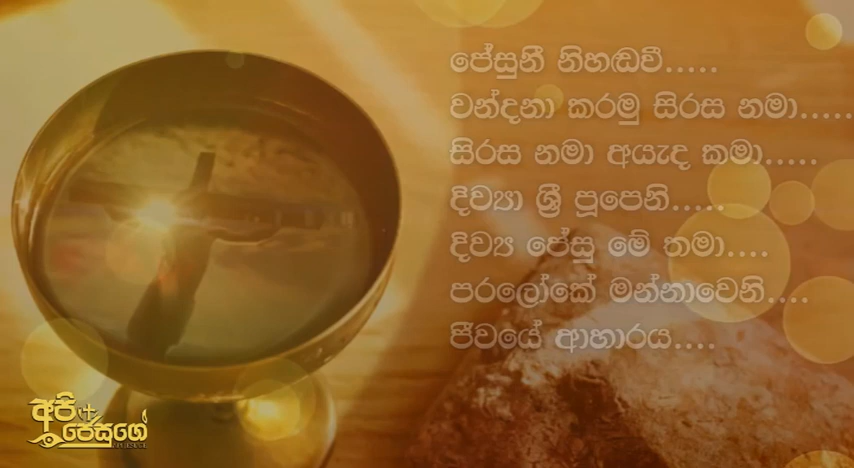 ජේසුනී නිහඬවී.....
වන්දනා කරමු සිරස නමා.....
සිරස නමා අයැද කමා.....
දිව්‍යා ශ්‍රී පූපෙනි.....
දිව්‍ය ජේසු මේ තමා....
පරලෝකේ මන්නාවෙනි....
ජීවයේ ආහාරය....
අපි
ජේසුගේ